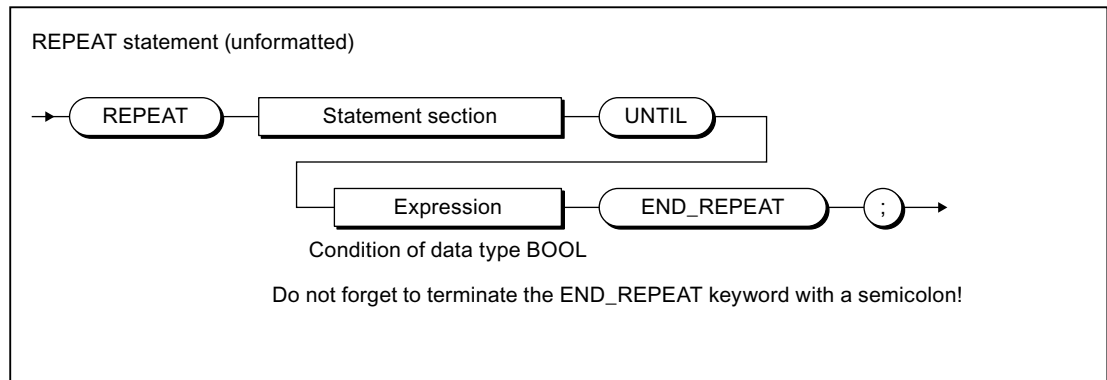 REPEAT statement (unformatted)
REPEAT Statement section UNTIL
Expression END_REPEAT ;
Condition of data type BOOL
Do not forget to terminate the END_REPEAT keyword with a semicolon!